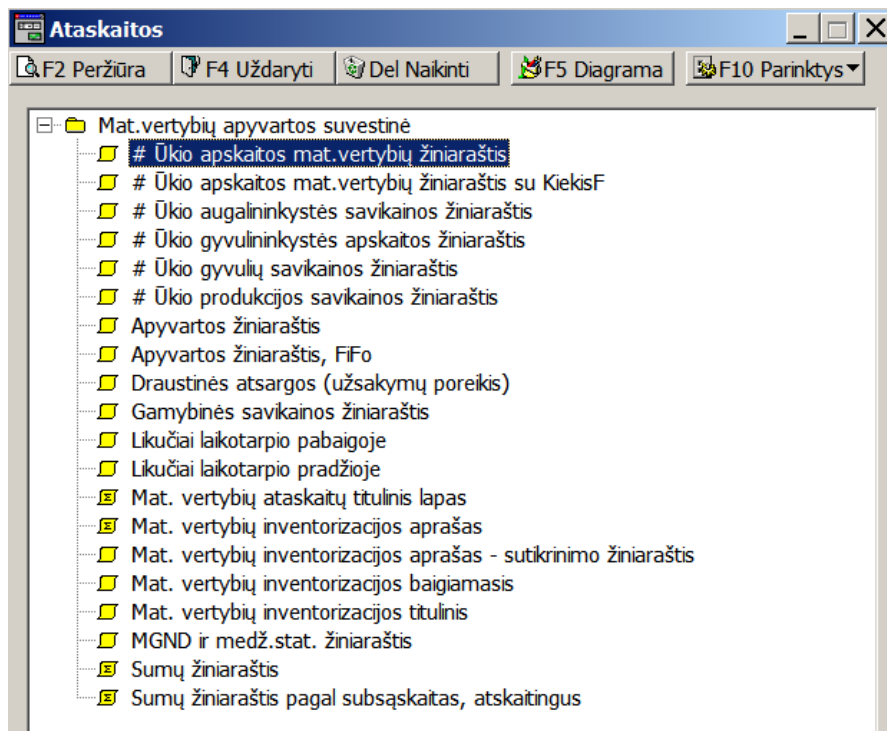 Ataskaitos
F2 Peržiūra F4 Uždaryti Del Naikinti F5 Diagrama F10 Parinktys
Mat.vertybių apyvartos suvestinė
# Ūkio apskaitos mat.vertybių žiniaraštis
# Ūkio apskaitos mat.vertybių žiniaraštis su KiekisF
# Ūkio augalininkystės savikainos žiniaraštis
# Ūkio gyvulininkystės apskaitos žiniaraštis
# Ūkio gyvulių savikainos žiniaraštis
# Ūkio produkcijos savikainos žiniaraštis
Apyvartos žiniaraštis
Apyvartos žiniaraštis, FiFo
Draustinės atsargos (užsakymų poreikis)
Gamybinės savikainos žiniaraštis
Likučiai laikotarpio pabaigoje
Likučiai laikotarpio pradžioje
Mat. vertybių ataskaitų titulinis lapas
Mat. vertybių inventorizacijos aprašas
Mat. vertybių inventorizacijos aprašas - sutikrinimo žiniaraštis
Mat. vertybių inventorizacijos baigiamasis
Mat. vertybių inventorizacijos titulinis
MGND ir medž.stat. žiniaraštis
Sumų žiniaraštis
Sumų žiniaraštis pagal subsąskaitas, atskaitingus